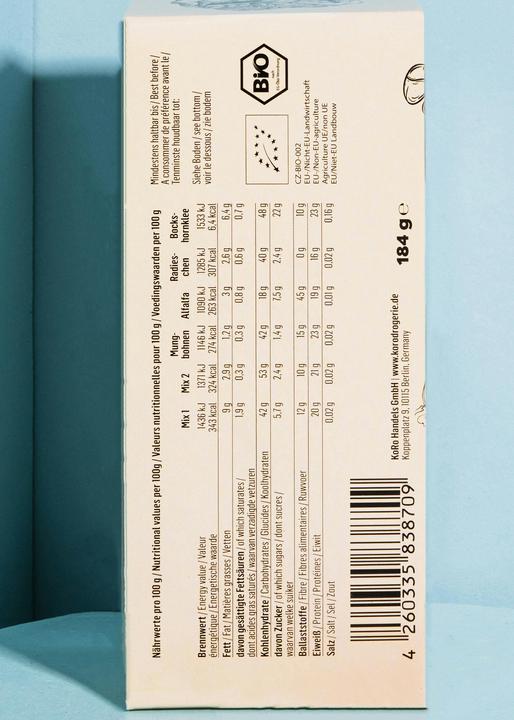 Nährwerte pro 100 g / Nutritional values per 100g / Valeurs nutritionnelles pour 100 g / Voedingswaarden per 100 g
Mix 1 Mix 2 Mung-bohnen Alfalfa Radies-chen Bocks-hornklee
Brennwert / Energy value / Valeur 1436 kJ 1371 kJ 1146 kJ 1090 kJ 1285 kJ 1533 kJ
énergétique / Energetische waarde 343 kcal 324 kcal 274 kcal 263 kcal 307 kcal 6,4 kcal
Fett / Fat / Matières grasses / Vetten 9 g 2,9 g 1,2 g 3 g 2,6 g 6,4 g
davon gesättigte Fettsäuren / of which saturates / 1,9 g 0,3 g 0,3 g 0,8 g 0,6 g 0,7 g
dont acides gras saturés / waarvan verzadigde vetzuren
Kohlenhydrate / Carbohydrates / Glucides / Koolhydraten 42 g 53 g 42 g 18 g 40 g 48 g
davon Zucker / of which sugars / dont sucres / 5,7 g 2,4 g 1,4 g 7,5 g 2,4 g 22 g
waarvan welke suiker
Ballaststoffe / Fibre / Fibres alimentaires / Ruwvoer 12 g 10 g 15 g 45 g 0 g 10 g
Eiweiß / Protein / Protéines / Eiwit 20 g 21 g 23 g 19 g 16 g 23 g
Salz / Salt / Sel / Zout 0,02 g 0,02 g 0,02 g 0,01 g 0,02 g 0,16 g
Mindestens haltbar bis / Best before /
A consommer de préférence avant le /
Tenminste houdbaar tot:
Siehe Boden / see bottom /
voir le dessous / zie bodem
Bio
nach
EG-Öko-Verordnung
CZ-BIO-002
EU-/Nicht-EU-Landwirtschaft
EU-/Non-EU-agriculture
Agriculture UE/non UE
EU/Niet-EU Landbouw
4 260335 838709
KoRo Handels GmbH | www.korodrogerie.de
Koppenplatz 9, 10115 Berlin, Germany
184 g e